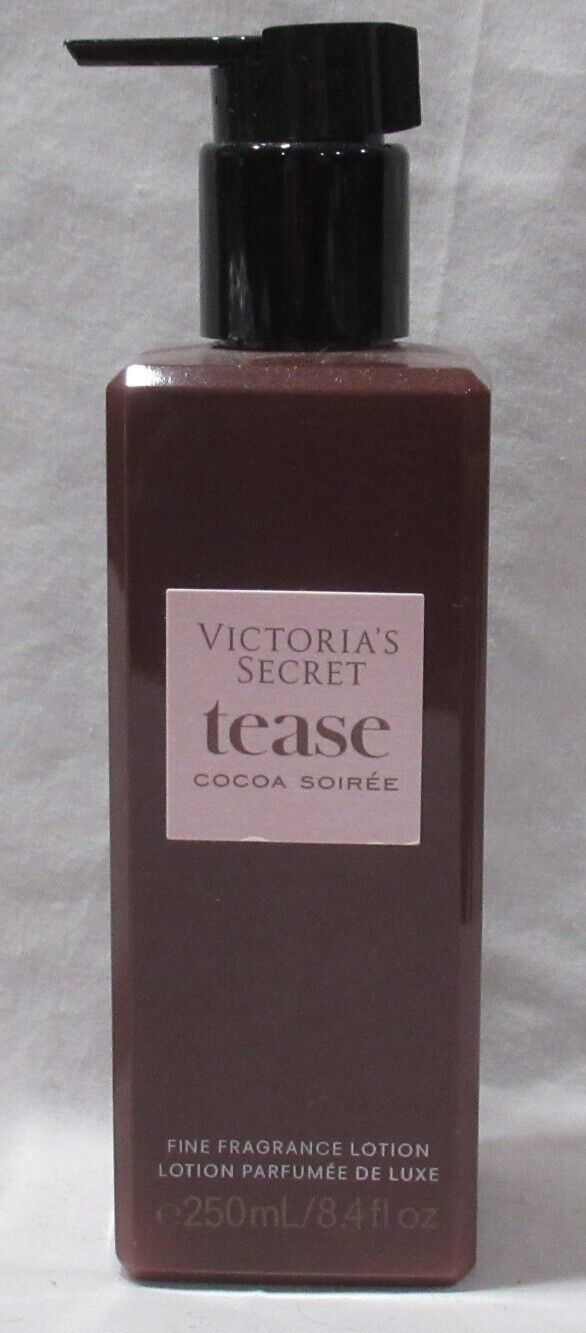 VICTORIA'S
SECRET
tease
COCOA SOIRÉE
FINE FRAGRANCE LOTION
LOTION PARFUMÉE DE LUXE
℮250mL/8.4fl oz